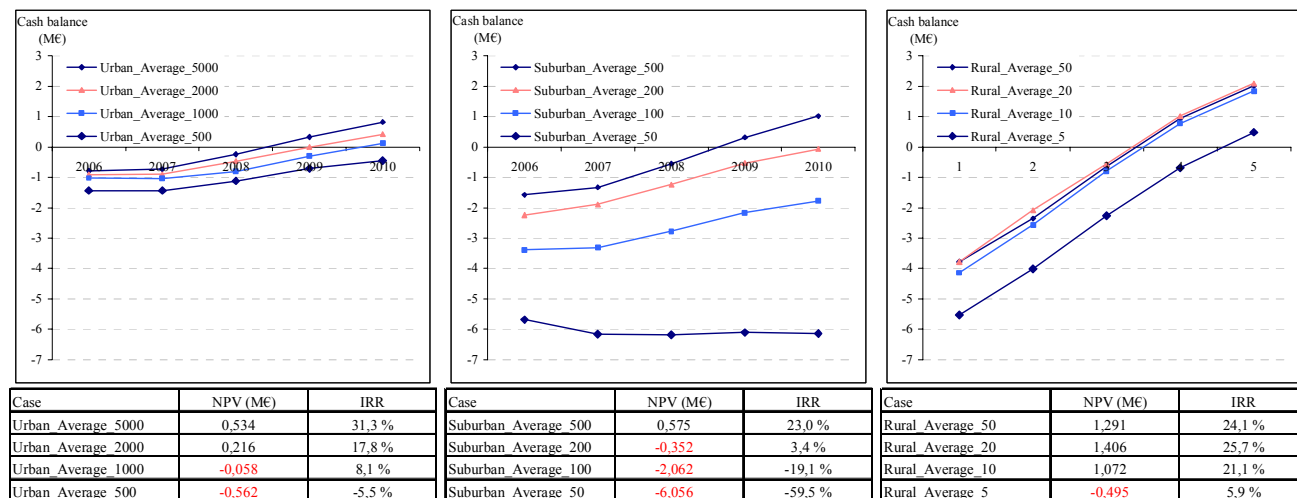 Cash balance
(M€)
3
2
1
0
-1
-2
-3
-4
-5
-6
-7
2006 2007 2008 2009 2010
Urban_Average_5000
Urban_Average_2000
Urban_Average_1000
Urban_Average_500
Cash balance
(M€)
3
2
1
0
-1
-2
-3
-4
-5
-6
-7
2006 2007 2008 2009 2010
Suburban_Average_500
Suburban_Average_200
Suburban_Average_100
Suburban_Average_50
Cash balance
(M€)
3
2
1
0
-1
-2
-3
-4
-5
-6
-7
1 2 5
Rural_Average_50
Rural_Average_20
Rural_Average_10
Rural_Average_5
Case NPV (M€) IRR
Urban_Average_5000 0,534 31,3 %
Urban_Average_2000 0,216 17,8 %
Urban_Average_1000 -0,058 8,1 %
Urban_Average_500 -0,562 -5,5 %
Case NPV (M€) IRR
Suburban_Average_500 0,575 23,0 %
Suburban_Average_200 -0,352 3,4 %
Suburban_Average_100 -2,062 -19,1 %
Suburban_Average_50 -6,056 -59,5 %
Case NPV (M€) IRR
Rural_Average_50 1,291 24,1 %
Rural_Average_20 1,406 25,7 %
Rural_Average_10 1,072 21,1 %
Rural_Average_5 -0,495 5,9 %